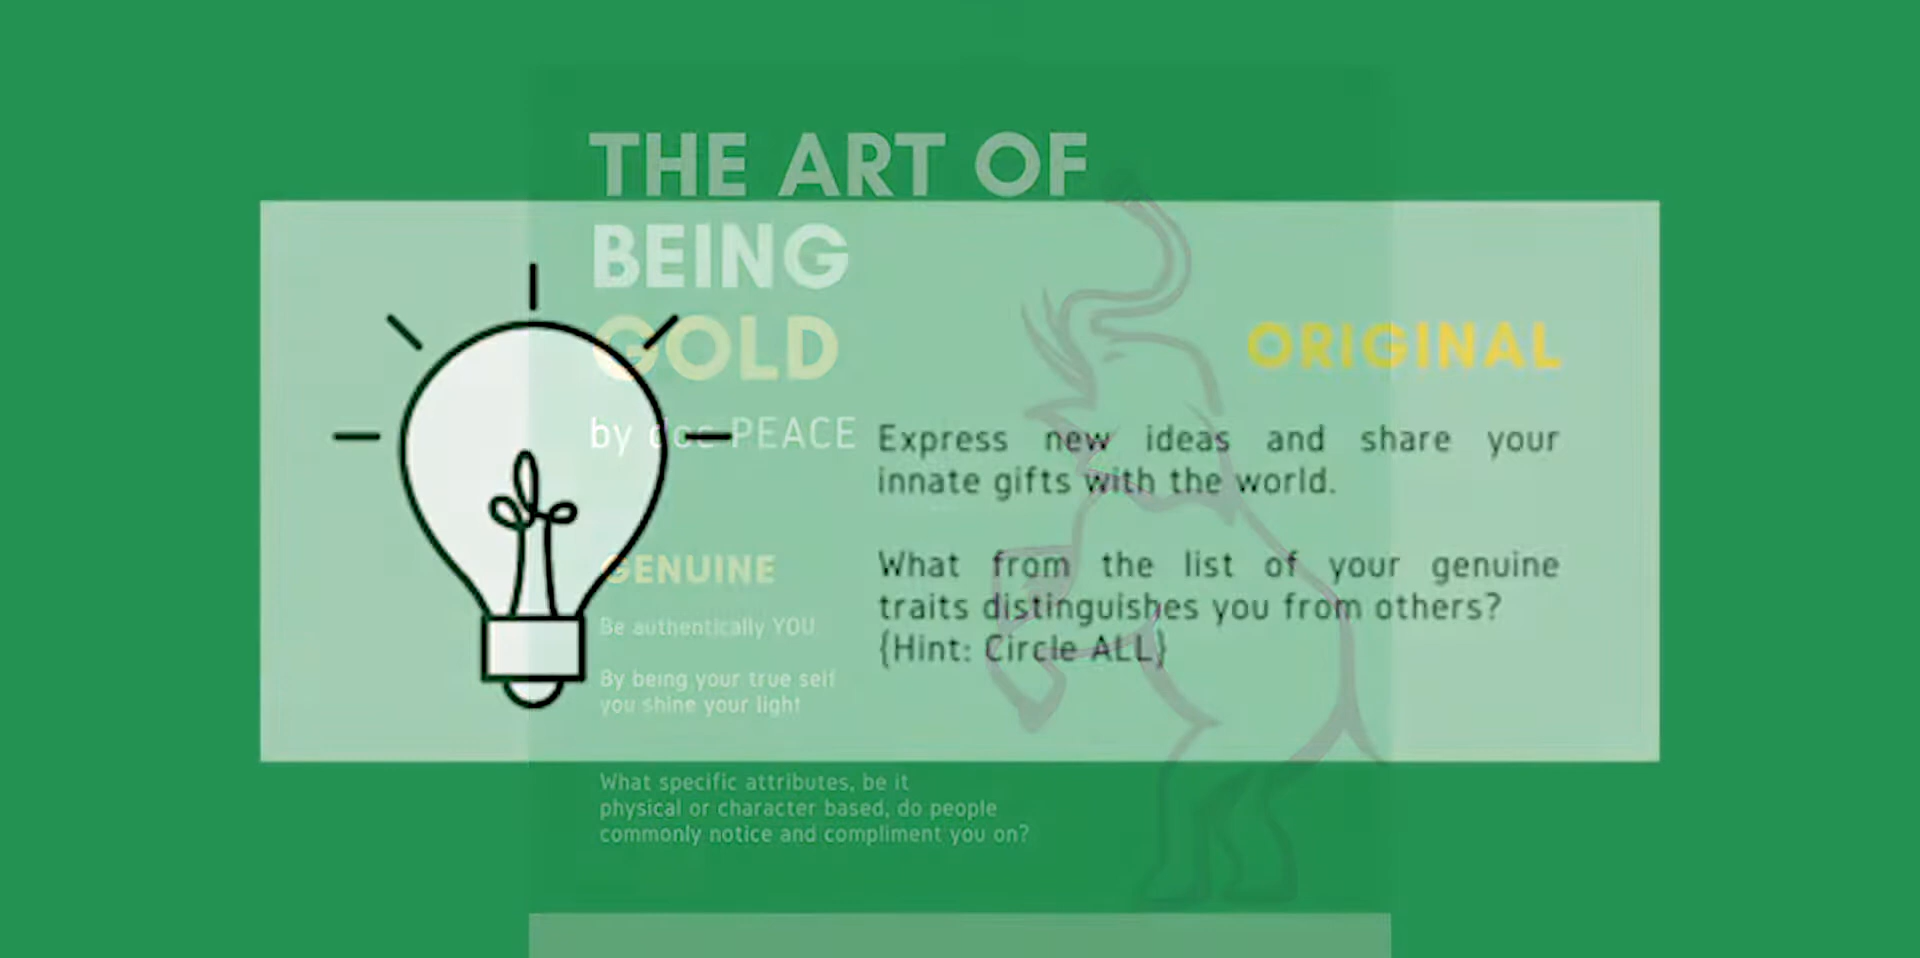 THE ART OF
BEING
GOLD
by doc PEACE
GENUINE
Be authentically YOU
By being your true self
you shine your light
What specific attributes, be it
physical or character based, do people
commonly notice and compliment you on?
ORIGINAL
Express new ideas and share your
innate gifts with the world.
What from the list of your genuine
traits distinguishes you from others?
{Hint: Circle ALL}